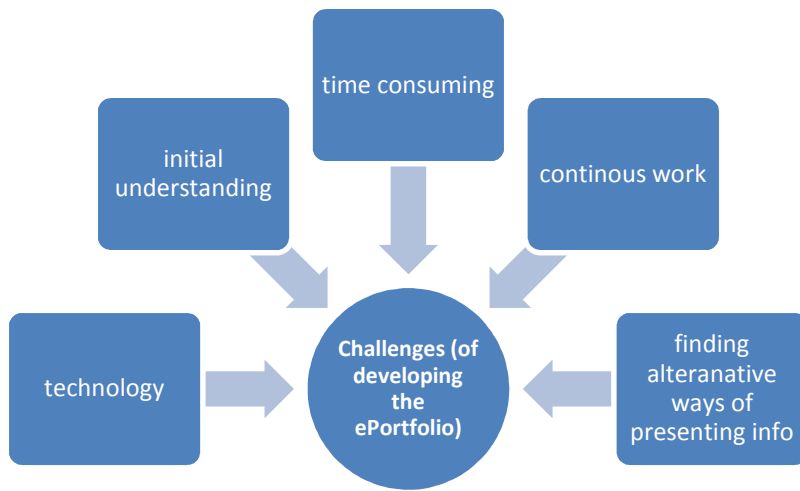 time consuming
initial
understanding
continous work
technology
Challenges (of
developing
the
ePortfolio)
finding
alteranative
ways of
presenting info